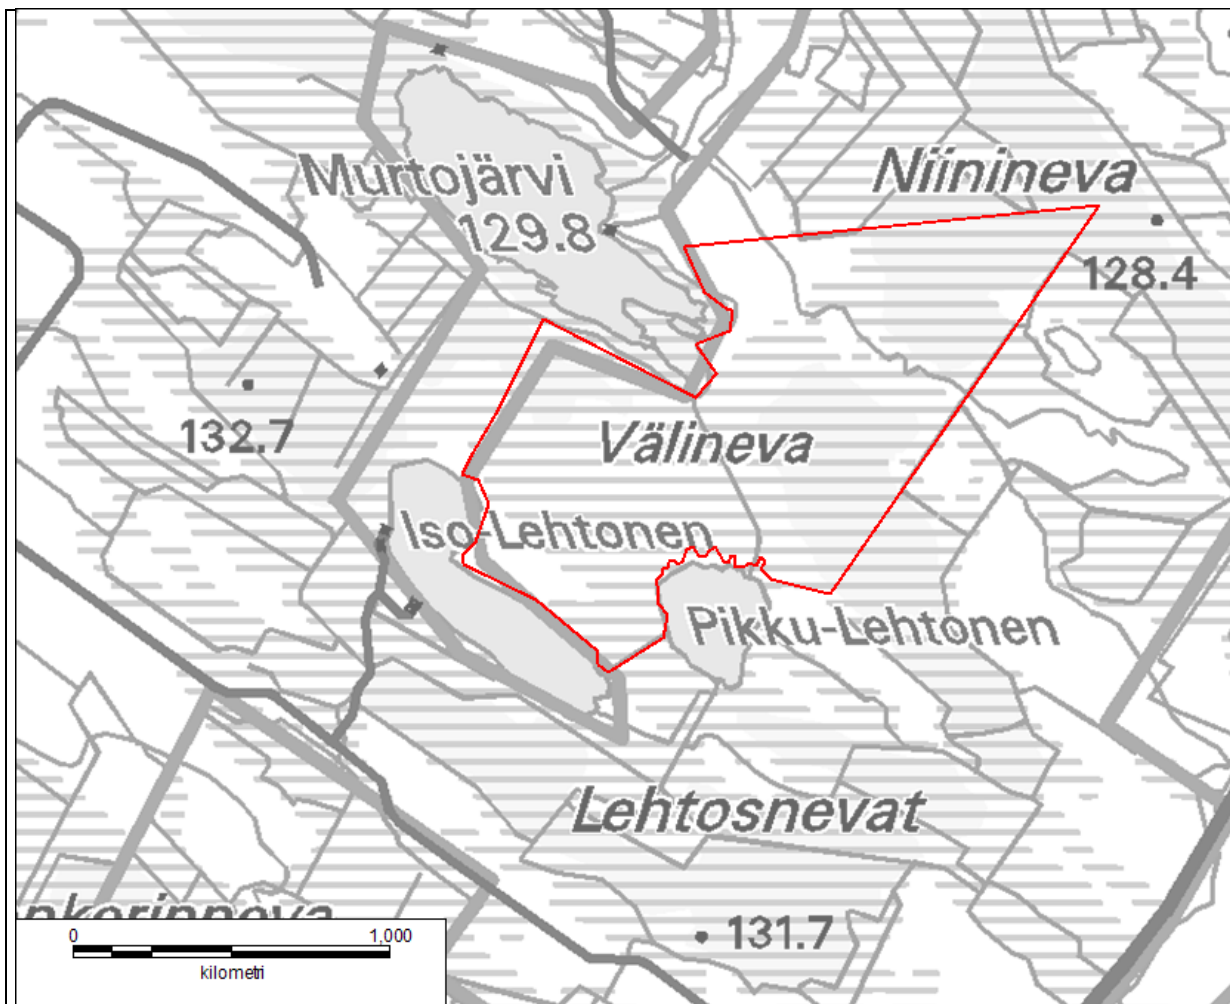 Niinineva
Murtojärvi
129.8
128.4
132.7
Välineva
Iso-Lehtonen
Pikku-Lehtonen
Lehtosnevat
131.7
0 1,000
kilometri